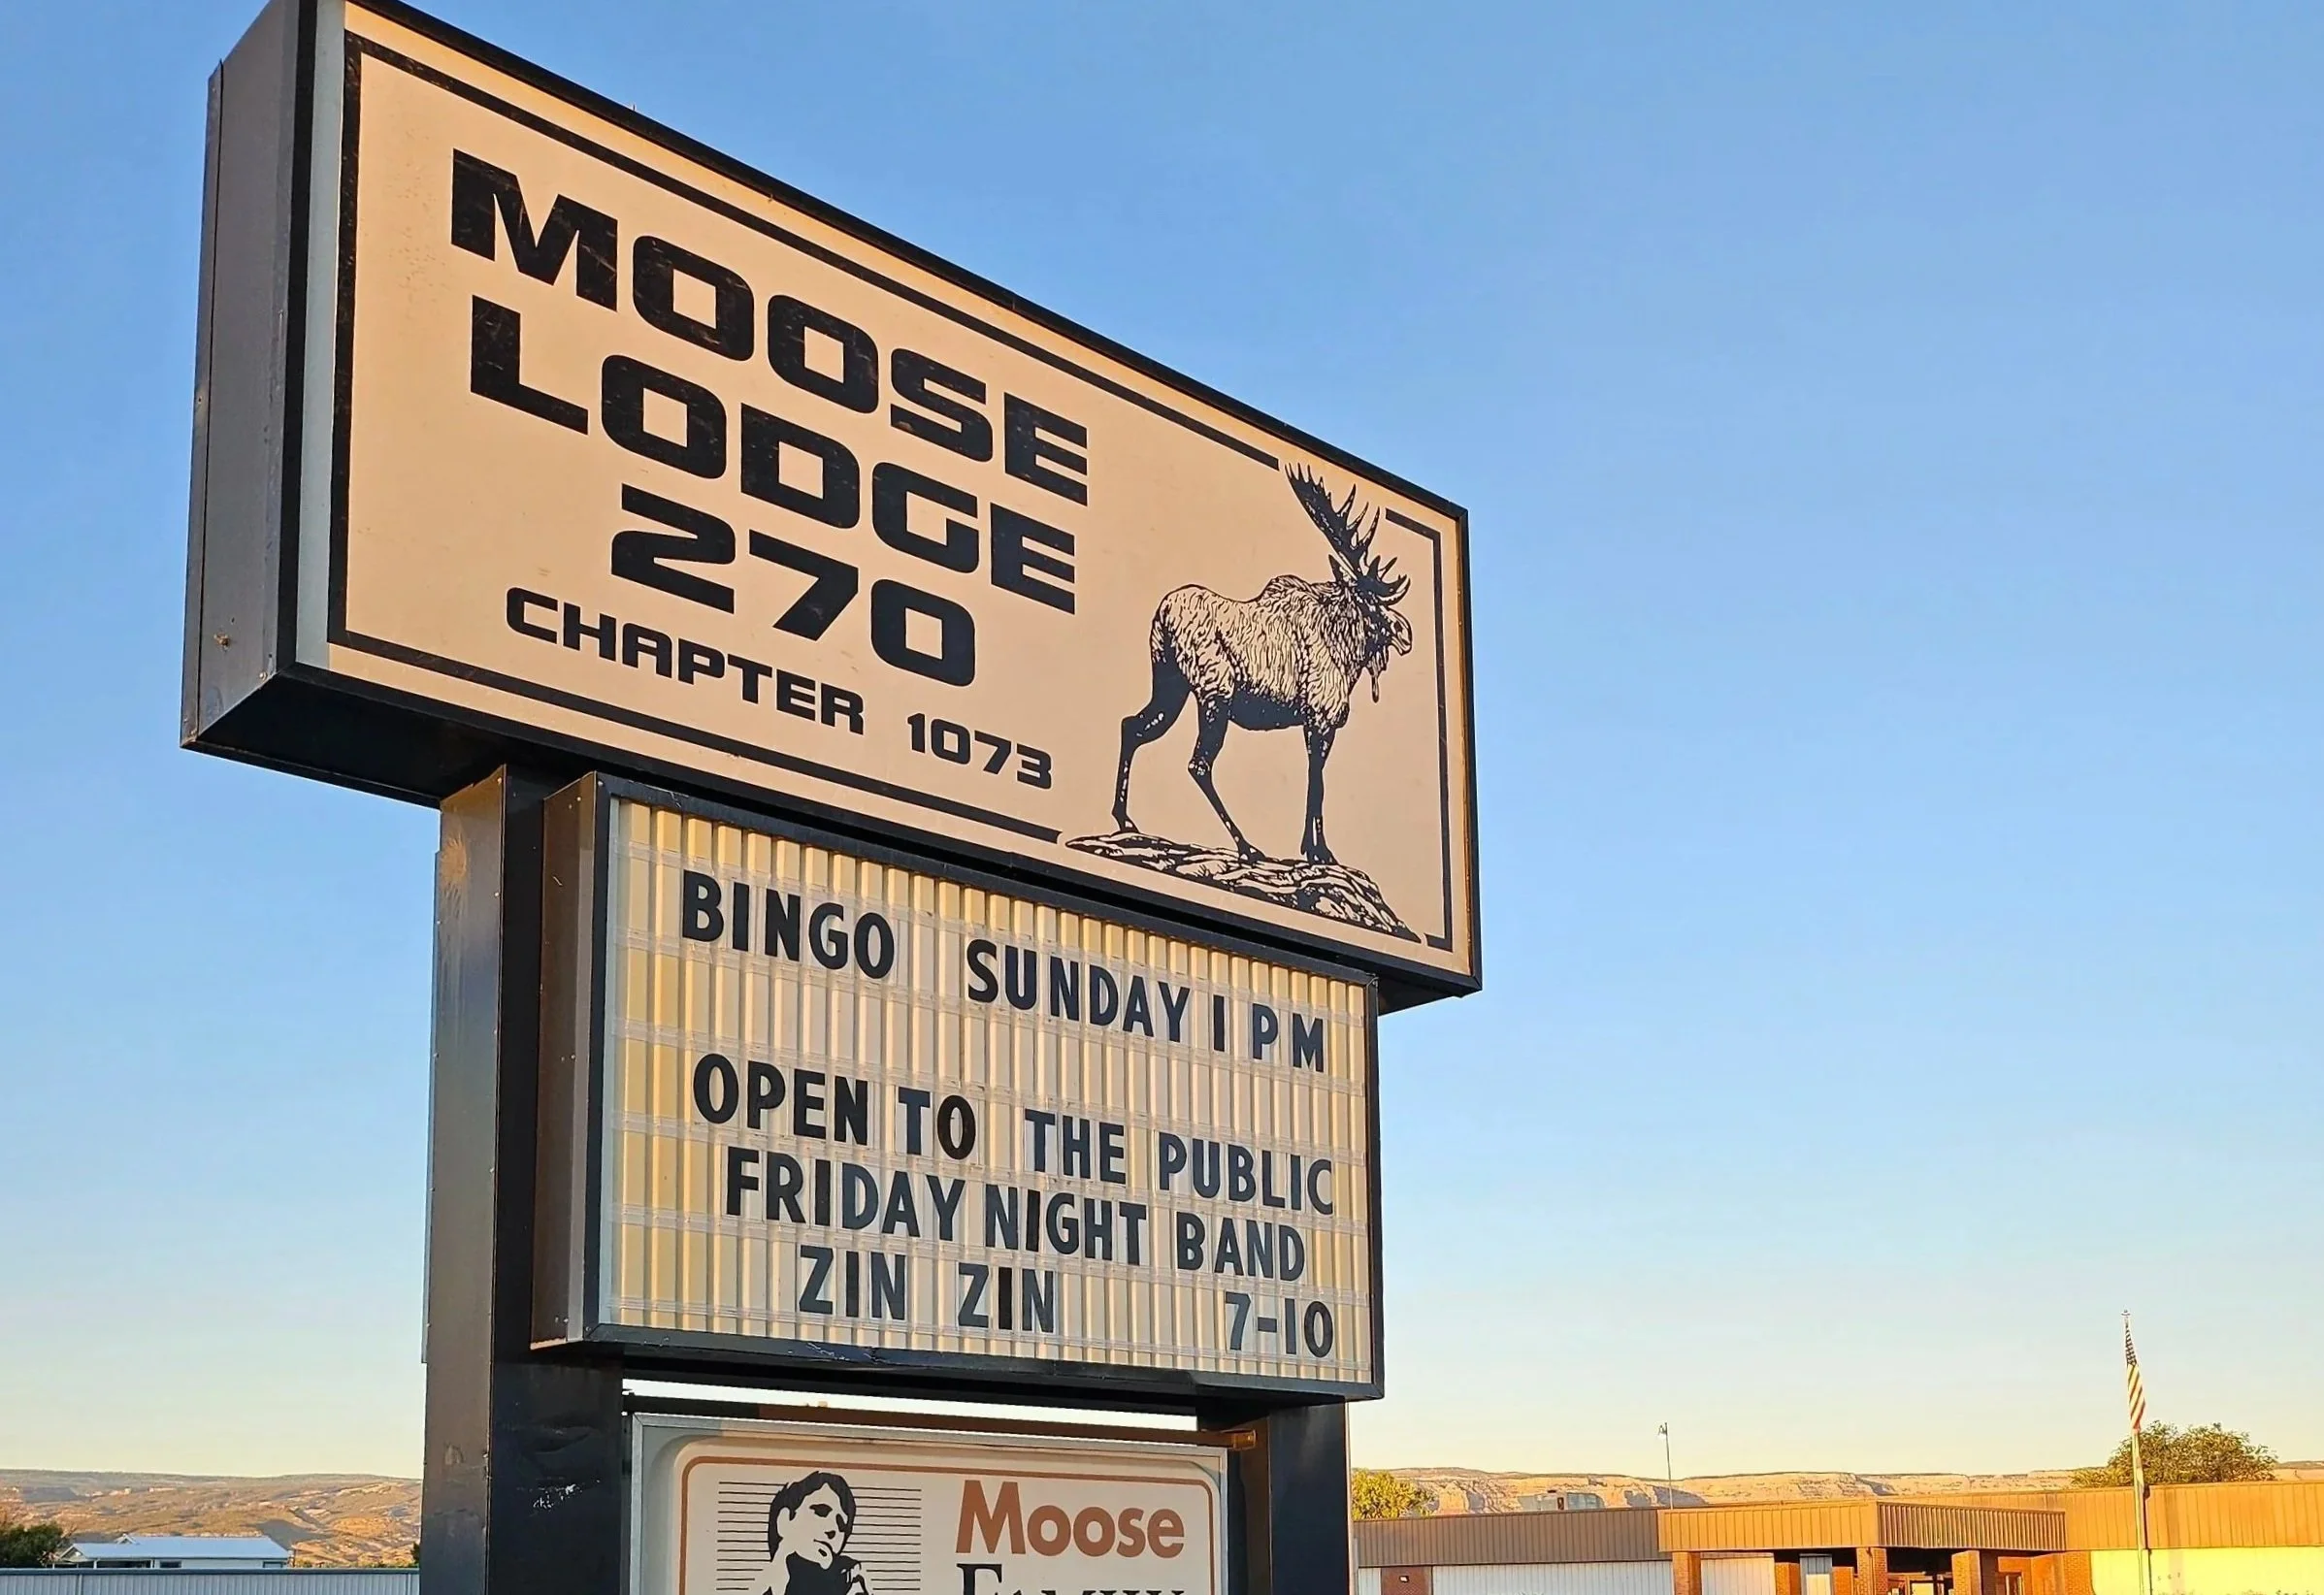 MOOSE
LODGE
270
CHAPTER 1073
BINGO SUNDAY 1 PM
OPEN TO THE PUBLIC
FRIDAY NIGHT BAND
ZIN ZIN 7-10
Moose